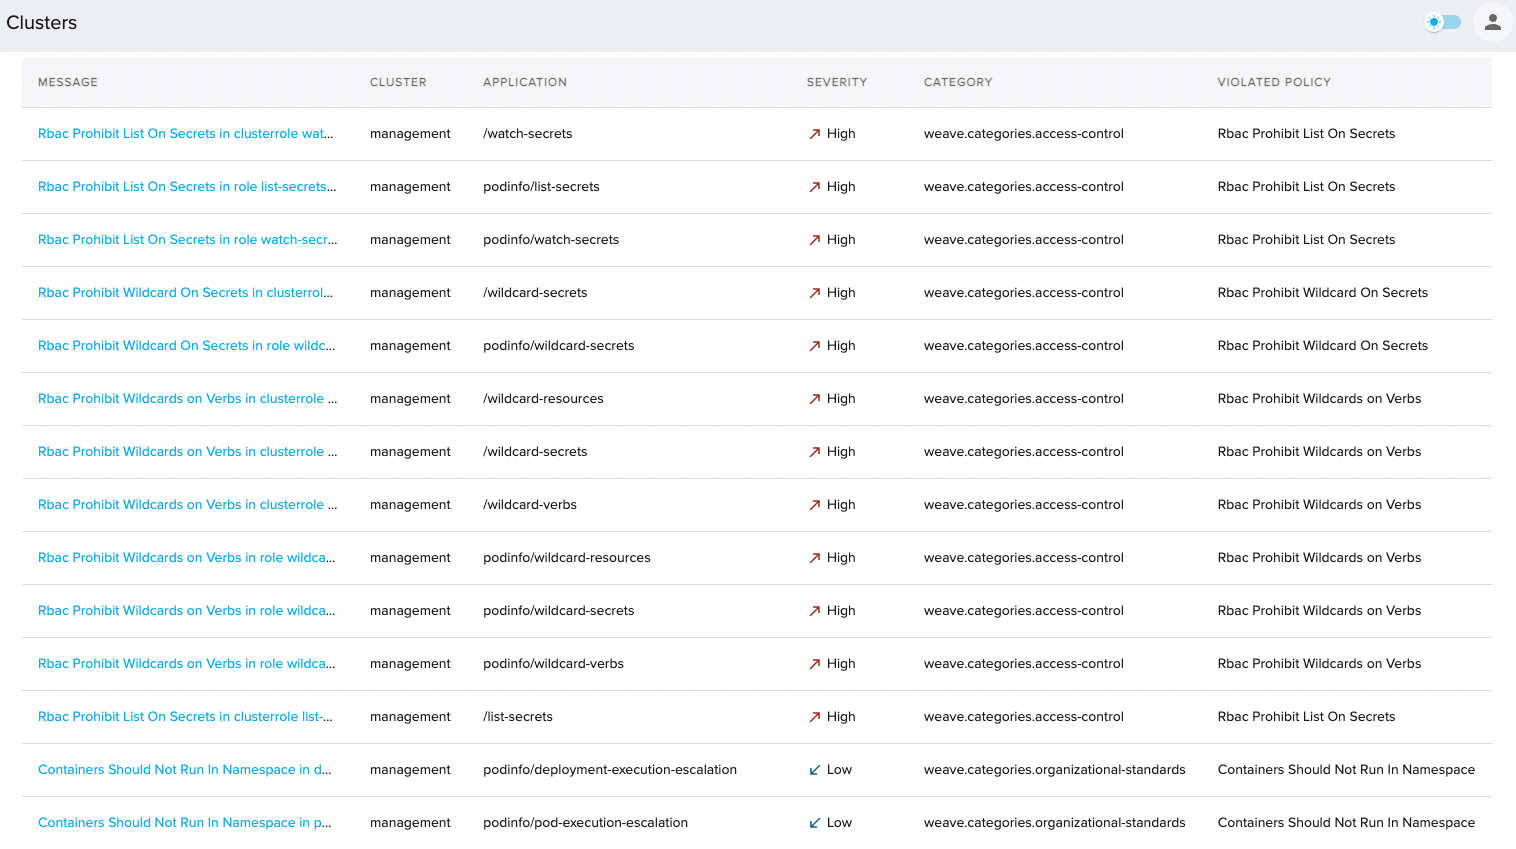 Clusters
MESSAGE CLUSTER APPLICATION SEVERITY CATEGORY VIOLATED POLICY
Rbac Prohibit List On Secrets in clusterrole wat... management /watch-secrets High weave.categories.access-control Rbac Prohibit List On Secrets
Rbac Prohibit List On Secrets in role list-secrets... management podinfo/list-secrets High weave.categories.access-control Rbac Prohibit List On Secrets
Rbac Prohibit List On Secrets in role watch-secr... management podinfo/watch-secrets High weave.categories.access-control Rbac Prohibit List On Secrets
Rbac Prohibit Wildcard On Secrets in clusterrol... management /wildcard-secrets High weave.categories.access-control Rbac Prohibit Wildcard On Secrets
Rbac Prohibit Wildcard On Secrets in role wildc... management podinfo/wildcard-secrets High weave.categories.access-control Rbac Prohibit Wildcard On Secrets
Rbac Prohibit Wildcards on Verbs in clusterrole ... management /wildcard-resources High weave.categories.access-control Rbac Prohibit Wildcards on Verbs
Rbac Prohibit Wildcards on Verbs in clusterrole ... management /wildcard-secrets High weave.categories.access-control Rbac Prohibit Wildcards on Verbs
Rbac Prohibit Wildcards on Verbs in clusterrole ... management /wildcard-verbs High weave.categories.access-control Rbac Prohibit Wildcards on Verbs
Rbac Prohibit Wildcards on Verbs in role wildca... management podinfo/wildcard-resources High weave.categories.access-control Rbac Prohibit Wildcards on Verbs
Rbac Prohibit Wildcards on Verbs in role wildca... management podinfo/wildcard-secrets High weave.categories.access-control Rbac Prohibit Wildcards on Verbs
Rbac Prohibit Wildcards on Verbs in role wildca... management podinfo/wildcard-verbs High weave.categories.access-control Rbac Prohibit Wildcards on Verbs
Rbac Prohibit List On Secrets in clusterrole list-... management /list-secrets High weave.categories.access-control Rbac Prohibit List On Secrets
Containers Should Not Run In Namespace in d... management podinfo/deployment-execution-escalation Low weave.categories.organizational-standards Containers Should Not Run In Namespace
Containers Should Not Run In Namespace in p... management podinfo/pod-execution-escalation Low weave.categories.organizational-standards Containers Should Not Run In Namespace